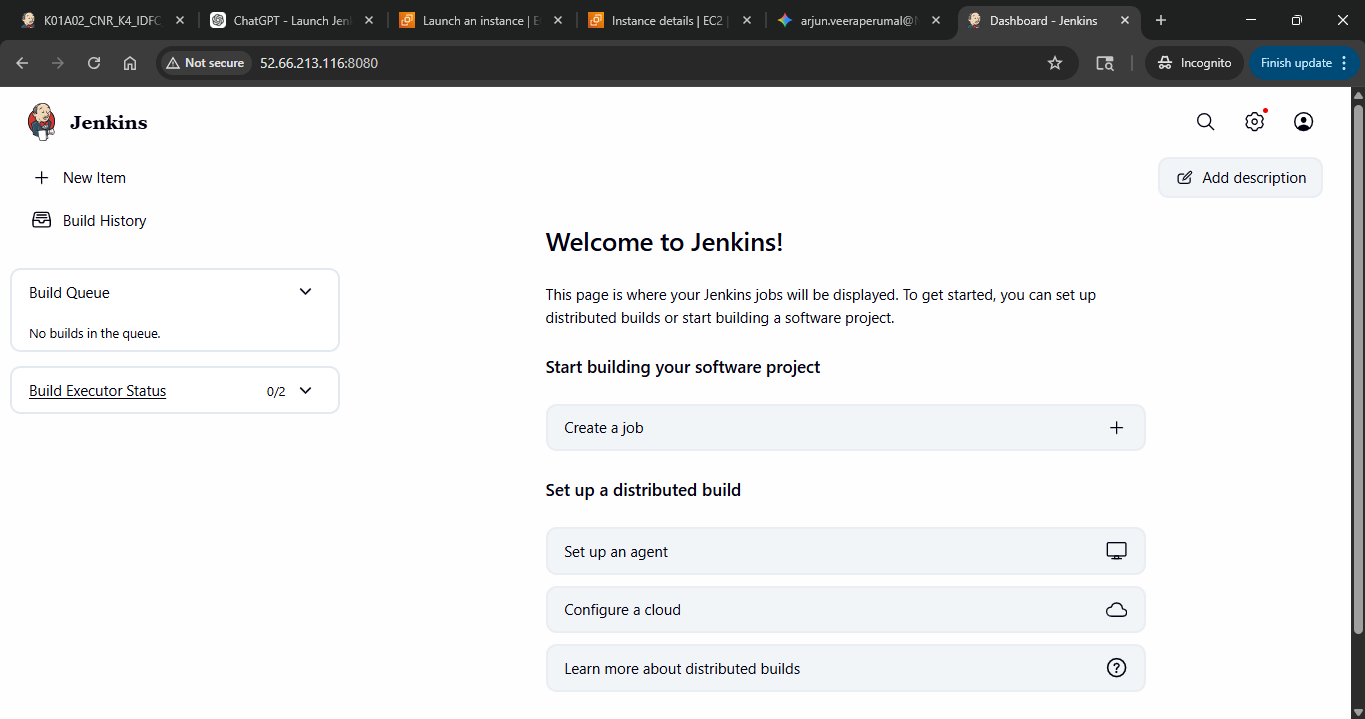 K01A02_CNR_K4_IDFC
ChatGPT - Launch Jen
Launch an instance | E
Instance details | EC2 |
arjun.veeraperumal@
Dashboard - Jenkins
Not secure
52.66.213.116:8080
Incognito
Finish update
Jenkins
New Item
Add description
Build History
Welcome to Jenkins!
Build Queue
This page is where your Jenkins jobs will be displayed. To get started, you can set up
distributed builds or start building a software project.
No builds in the queue.
Start building your software project
Build Executor Status 0/2
Create a job
Set up a distributed build
Set up an agent
Configure a cloud
Learn more about distributed builds